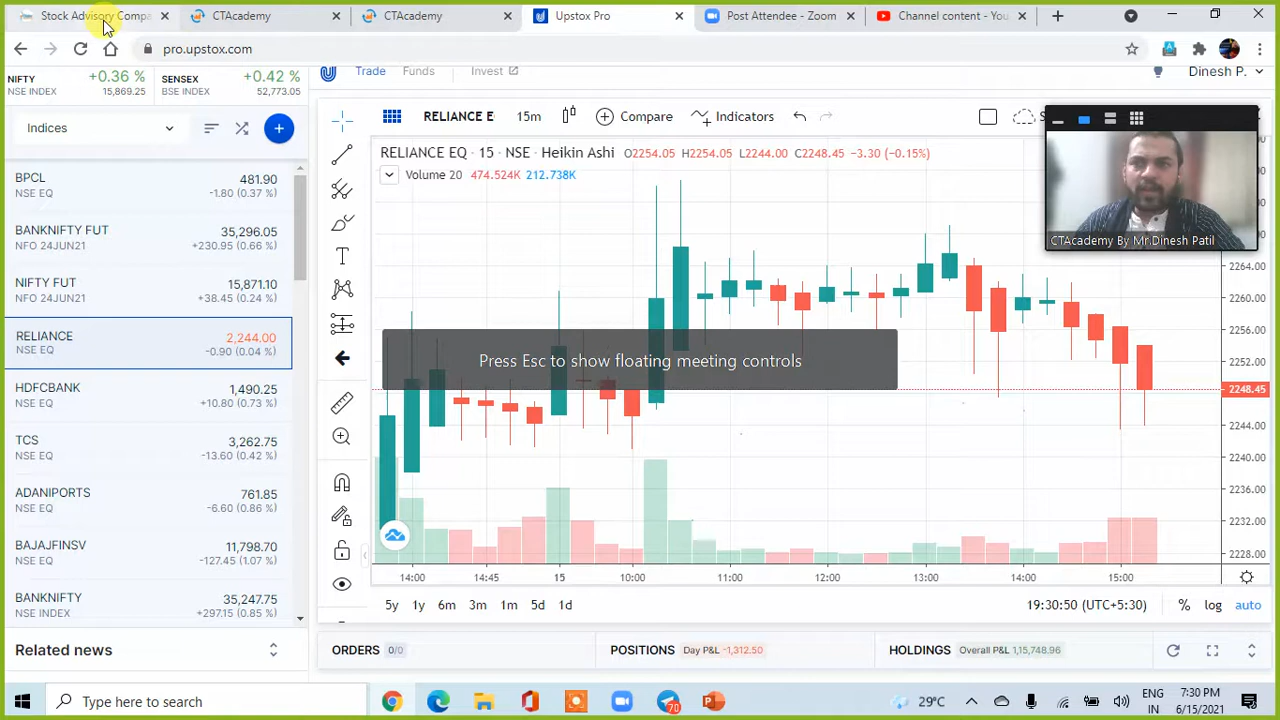 Stock Advisory Compa
CTAcademy
CTAcademy
Upstox Pro
Post Attendee - Zoom
Channel content - You
pro.upstox.com
NIFTY +0.36 %
NSE INDEX 15,869.25
SENSEX +0.42 %
BSE INDEX 52,773.05
Trade Funds Invest
Dinesh P.
Indices
RELIANCE E 15m Compare Indicators
RELIANCE EQ · 15 · NSE · Heikin Ashi O2254.05 H2254.05 L2244.00 C2248.45 −3.30 (−0.15%)
Volume 20 474.524K 212.738K
CTAcademy By Mr.Dinesh Patil
BPCL 481.90
NSE EQ -1.80 (0.37 %)
BANKNIFTY FUT 35,296.05
NFO 24JUN21 +230.95 (0.66 %)
NIFTY FUT 15,871.10
NFO 24JUN21 +38.45 (0.24 %)
RELIANCE 2,244.00
NSE EQ -0.90 (0.04 %)
HDFCBANK 1,490.25
NSE EQ +10.80 (0.73 %)
TCS 3,262.75
NSE EQ -13.60 (0.42 %)
ADANIPORTS 761.85
NSE EQ -6.60 (0.86 %)
BAJAJFINSV 11,798.70
NSE EQ -127.45 (1.07 %)
BANKNIFTY 35,247.75
NSE INDEX +297.15 (0.85 %)
Related news
Press Esc to show floating meeting controls
2264.00
2260.00
2256.00
2252.00
2248.45
2244.00
2240.00
2236.00
2232.00
2228.00
14:00 14:45 15 10:00 11:00 12:00 13:00 14:00 15:00
5y 1y 6m 3m 1m 5d 1d
19:30:50 (UTC+5:30) % log auto
ORDERS 0/0
POSITIONS Day P&L -1,312.50
HOLDINGS Overall P&L 1,15,748.96
Type here to search
70
29°C
ENG
IN
7:30 PM
6/15/2021